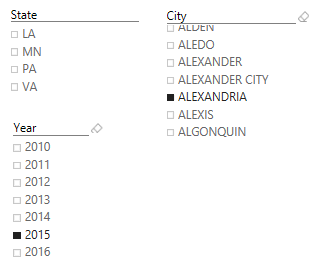 State
LA
MN
PA
VA
City
ALDEN
ALEDO
ALEXANDER
ALEXANDER CITY
ALEXANDRIA
ALEXIS
ALGONQUIN
Year
2010
2011
2012
2013
2014
2015
2016